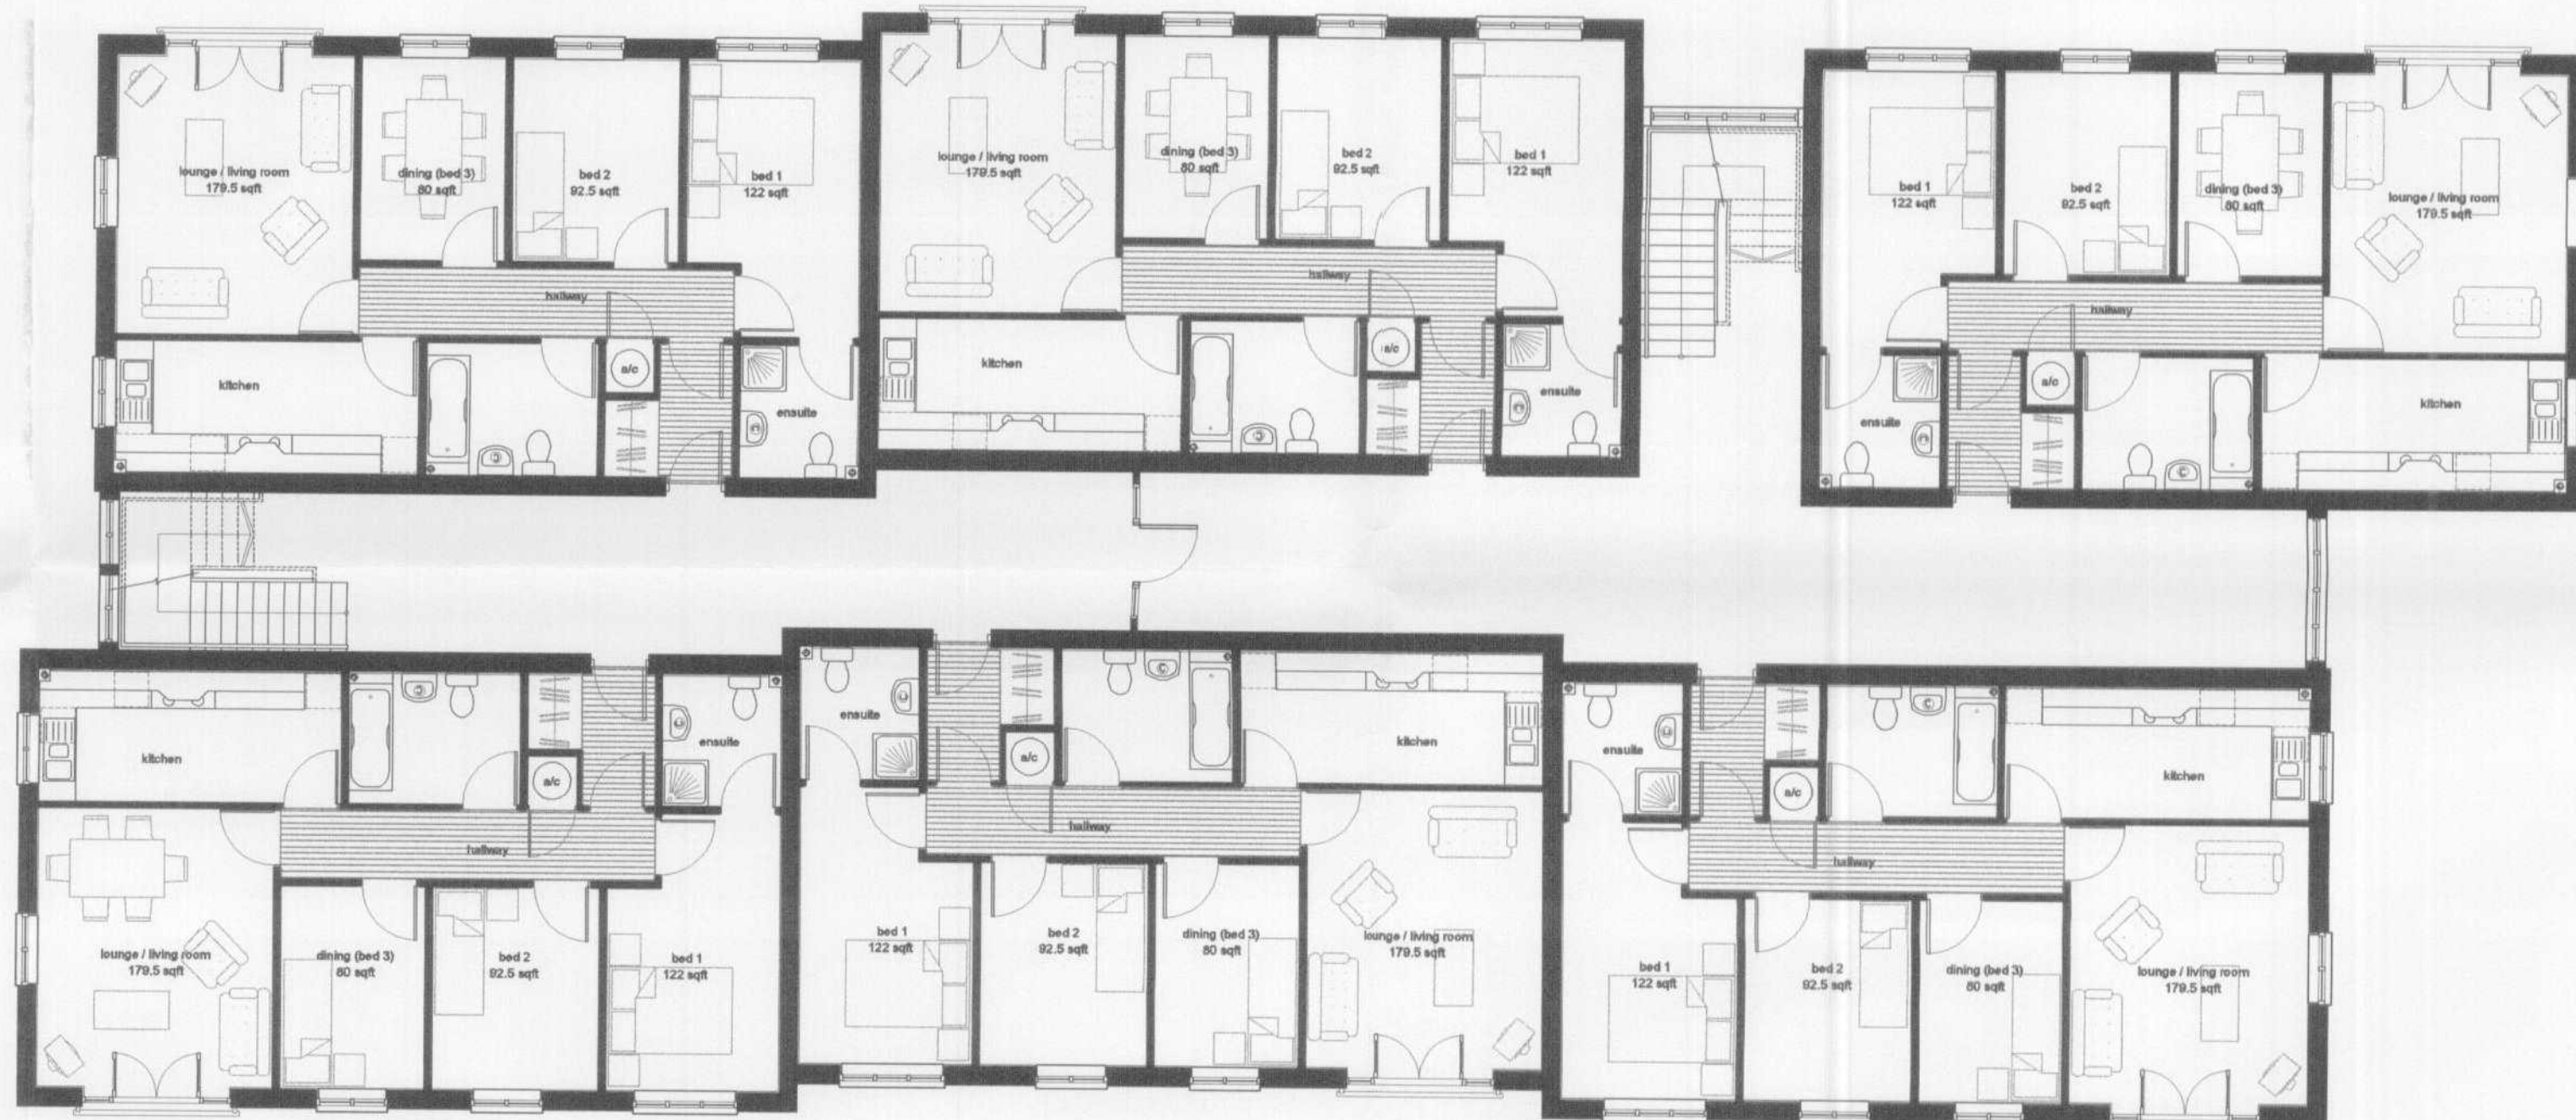 lounge / living room
179.5 sqft
dining (bed 3)
80 sqft
bed 2
92.5 sqft
bed 1
122 sqft
hallway
kitchen
a/c
ensuite
lounge / living room
179.5 sqft
dining (bed 3)
80 sqft
bed 2
92.5 sqft
bed 1
122 sqft
hallway
kitchen
a/c
ensuite
bed 1
122 sqft
bed 2
92.5 sqft
dining (bed 3)
80 sqft
lounge / living room
179.5 sqft
hallway
ensuite
a/c
kitchen
kitchen
a/c
ensuite
hallway
lounge / living room
179.5 sqft
dining (bed 3)
80 sqft
bed 2
92.5 sqft
bed 1
122 sqft
ensuite
a/c
kitchen
hallway
bed 1
122 sqft
bed 2
92.5 sqft
dining (bed 3)
80 sqft
lounge / living room
179.5 sqft
ensuite
a/c
kitchen
hallway
bed 1
122 sqft
bed 2
92.5 sqft
dining (bed 3)
80 sqft
lounge / living room
179.5 sqft